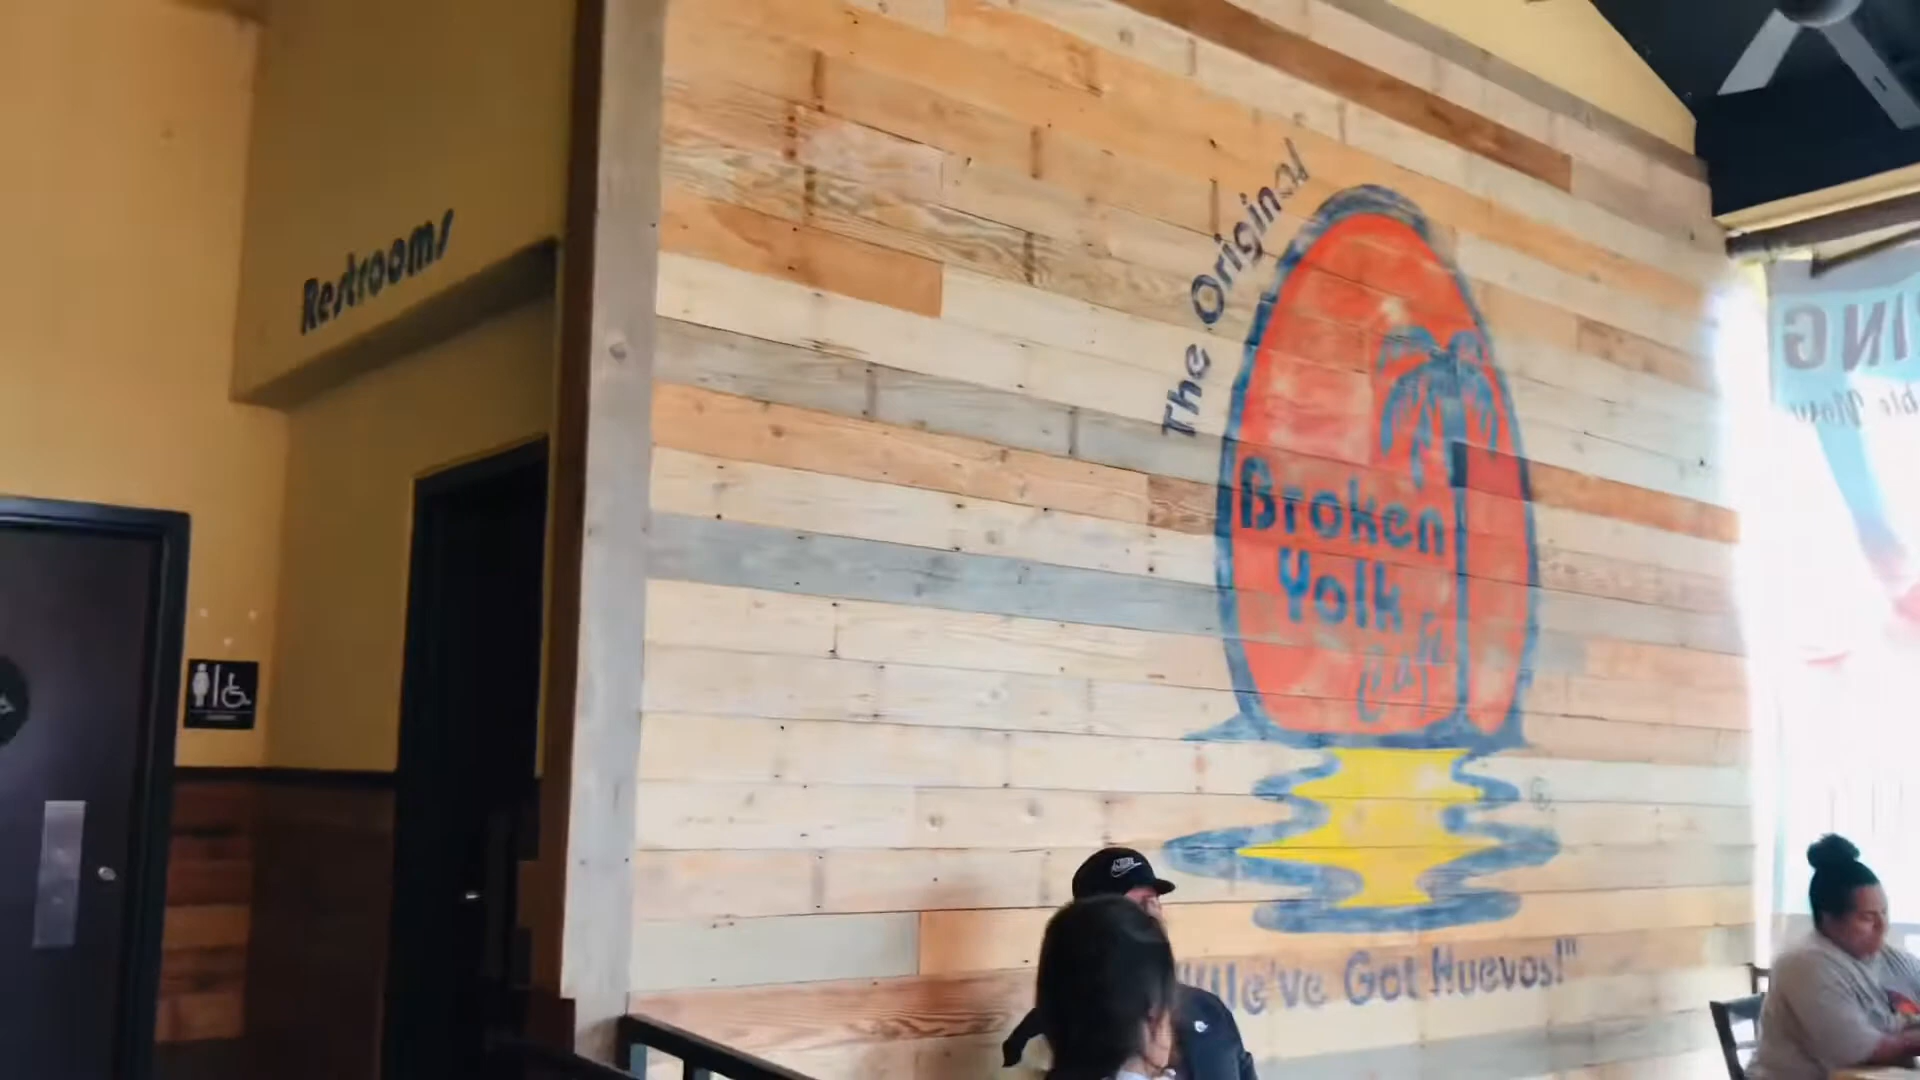 Restrooms
The Original
Broken
Yolk
Cafe
"We've Got Huevos!"